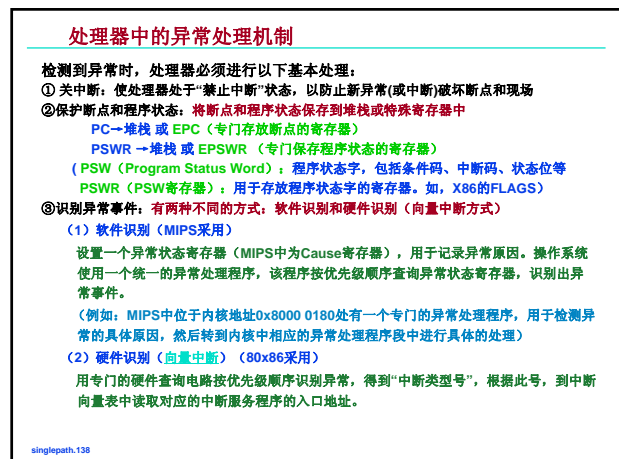 处理器中的异常处理机制
检测到异常时，处理器必须进行以下基本处理：
① 关中断：使处理器处于“禁止中断”状态，以防止新异常(或中断)破坏断点和现场
②保护断点和程序状态：将断点和程序状态保存到堆栈或特殊寄存器中
PC→堆栈 或 EPC（专门存放断点的寄存器）
PSWR →堆栈 或 EPSWR （专门保存程序状态的寄存器）
( PSW（Program Status Word）：程序状态字，包括条件码、中断码、状态位等
PSWR（PSW寄存器）：用于存放程序状态字的寄存器。如，X86的FLAGS）
③识别异常事件：有两种不同的方式：软件识别和硬件识别（向量中断方式）
（1）软件识别（MIPS采用）
设置一个异常状态寄存器（MIPS中为Cause寄存器），用于记录异常原因。操作系统
使用一个统一的异常处理程序，该程序按优先级顺序查询异常状态寄存器，识别出异
常事件。
（例如：MIPS中位于内核地址0x8000 0180处有一个专门的异常处理程序，用于检测异
常的具体原因，然后转到内核中相应的异常处理程序段中进行具体的处理）
（2）硬件识别（向量中断）（80x86采用）
用专门的硬件查询电路按优先级顺序识别异常，得到“中断类型号”，根据此号，到中断
向量表中读取对应的中断服务程序的入口地址。
singlepath.138